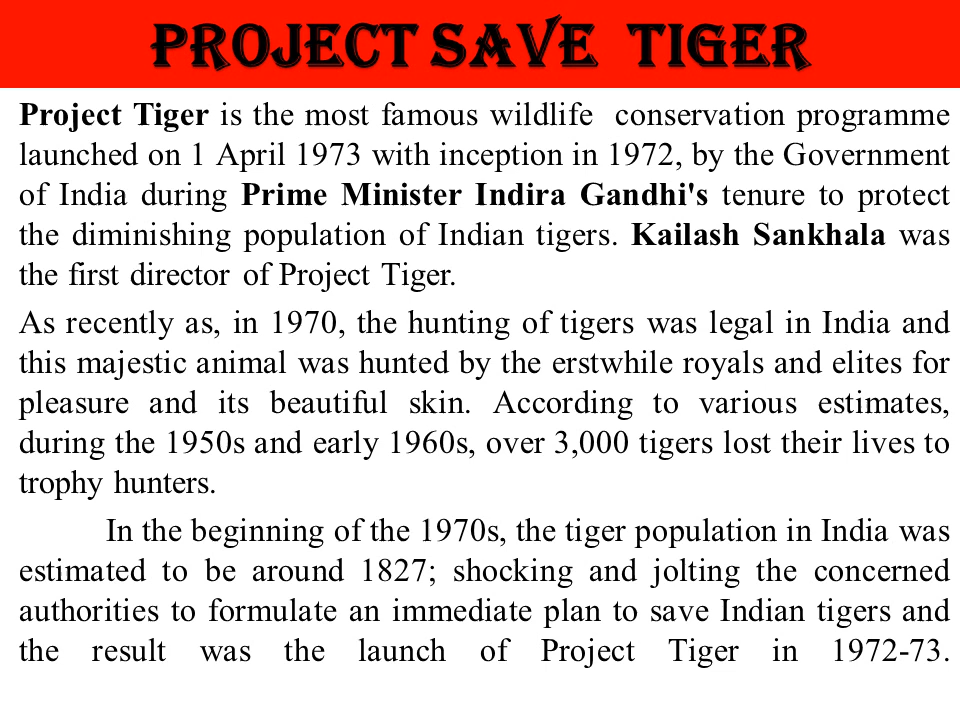 PROJECT SAVE TIGER
Project Tiger is the most famous wildlife conservation programme
launched on 1 April 1973 with inception in 1972, by the Government
of India during Prime Minister Indira Gandhi's tenure to protect
the diminishing population of Indian tigers. Kailash Sankhala was
the first director of Project Tiger.
As recently as, in 1970, the hunting of tigers was legal in India and
this majestic animal was hunted by the erstwhile royals and elites for
pleasure and its beautiful skin. According to various estimates,
during the 1950s and early 1960s, over 3,000 tigers lost their lives to
trophy hunters.
In the beginning of the 1970s, the tiger population in India was
estimated to be around 1827; shocking and jolting the concerned
authorities to formulate an immediate plan to save Indian tigers and
the result was the launch of Project Tiger in 1972-73.